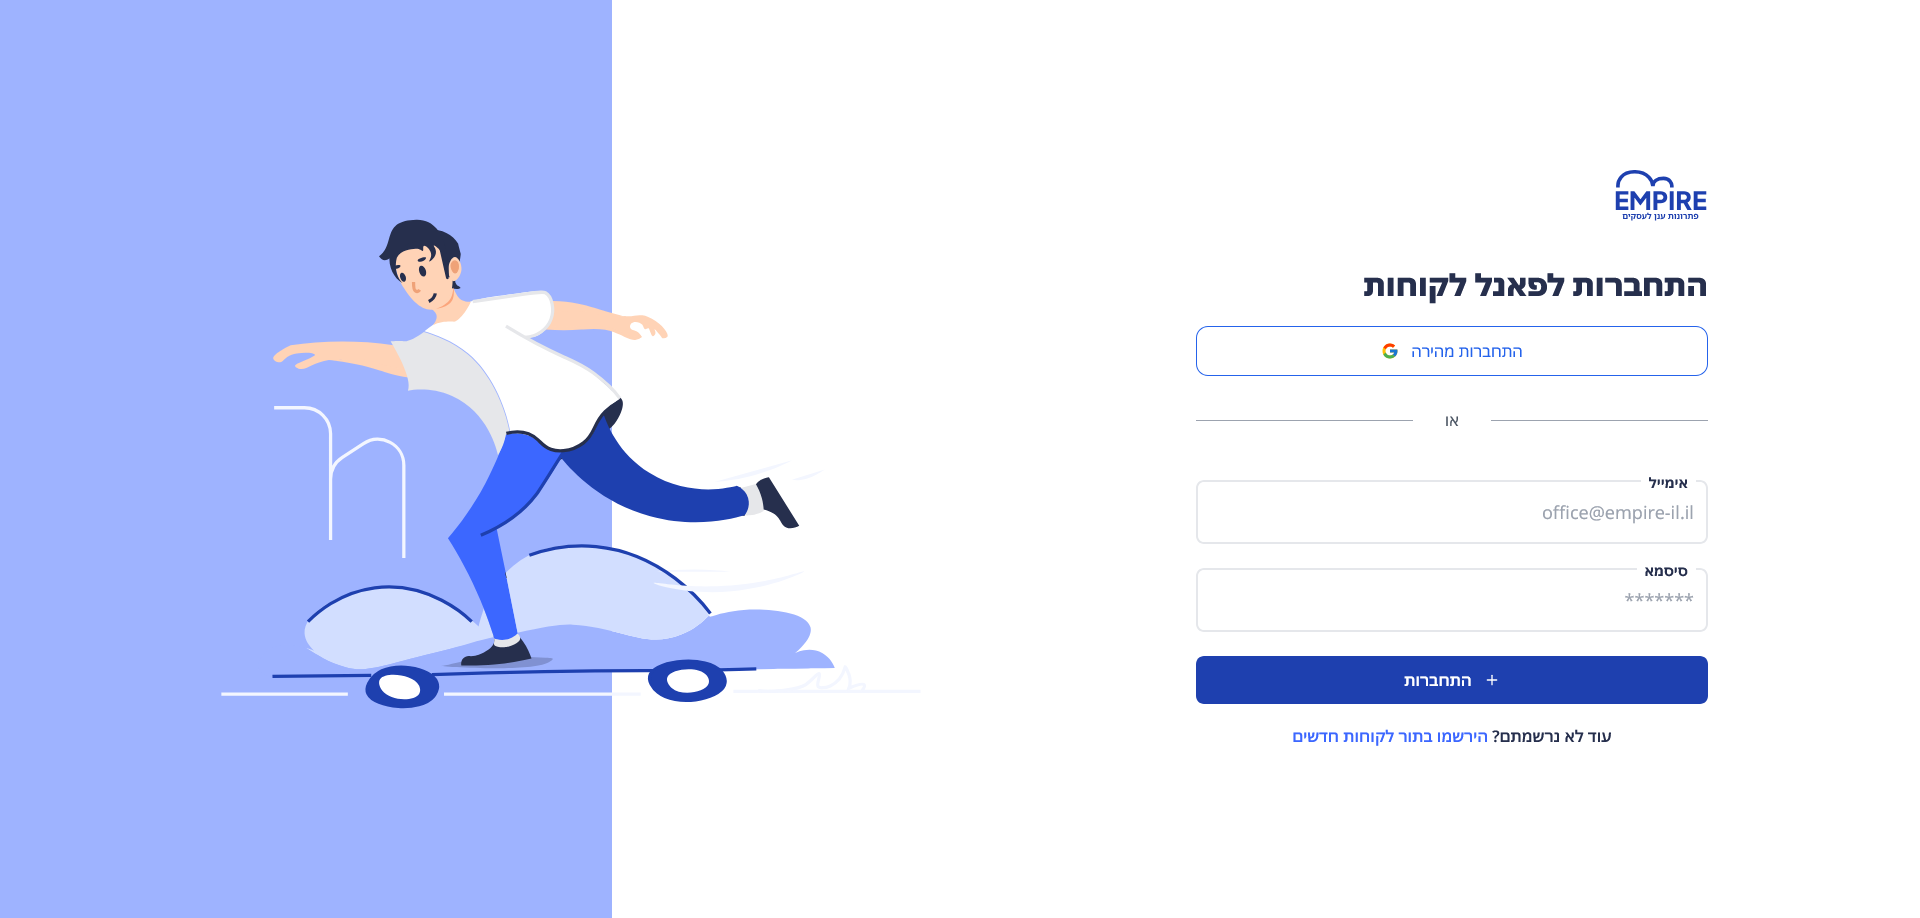 EMPIRE
פתרונות ענן לעסקים
התחברות לפאנל לקוחות
התחברות מהירה
או
אימייל
office@empire-il.il
סיסמא
*******
התחברות +
עוד לא נרשמתם? הירשמו בתור לקוחות חדשים